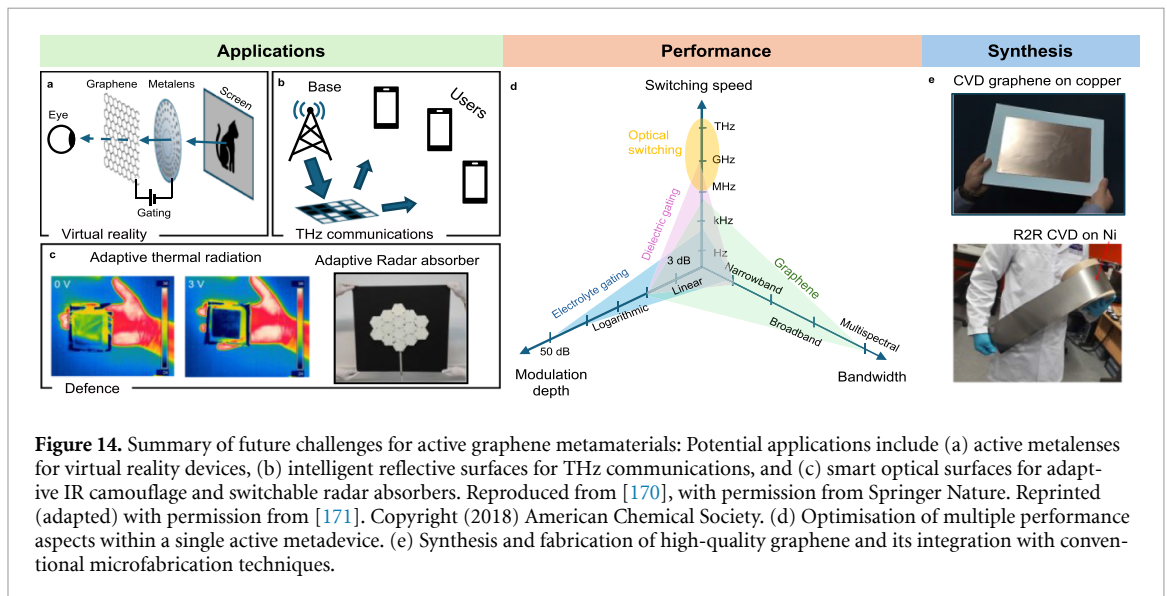 Applications
Performance
Synthesis
a
Graphene
Metalens
Screen
Eye
Gating
Virtual reality
b
Base
Users
THz communications
c
Adaptive thermal radiation
Adaptive Radar absorber
0 V
3 V
Defence
d
Switching speed
Optical
switching
THz
GHz
MHz
kHz
Hz
Dielectric gating
Electrolyte gating
3 dB
Linear
Logarithmic
50 dB
Modulation
depth
Narrowband
Graphene
Broadband
Multispectral
Bandwidth
e
CVD graphene on copper
R2R CVD on Ni
Figure 14. Summary of future challenges for active graphene metamaterials: Potential applications include (a) active metalenses
for virtual reality devices, (b) intelligent reflective surfaces for THz communications, and (c) smart optical surfaces for adapt-
ive IR camouflage and switchable radar absorbers. Reproduced from [170], with permission from Springer Nature. Reprinted
(adapted) with permission from [171]. Copyright (2018) American Chemical Society. (d) Optimisation of multiple performance
aspects within a single active metadevice. (e) Synthesis and fabrication of high-quality graphene and its integration with conven-
tional microfabrication techniques.